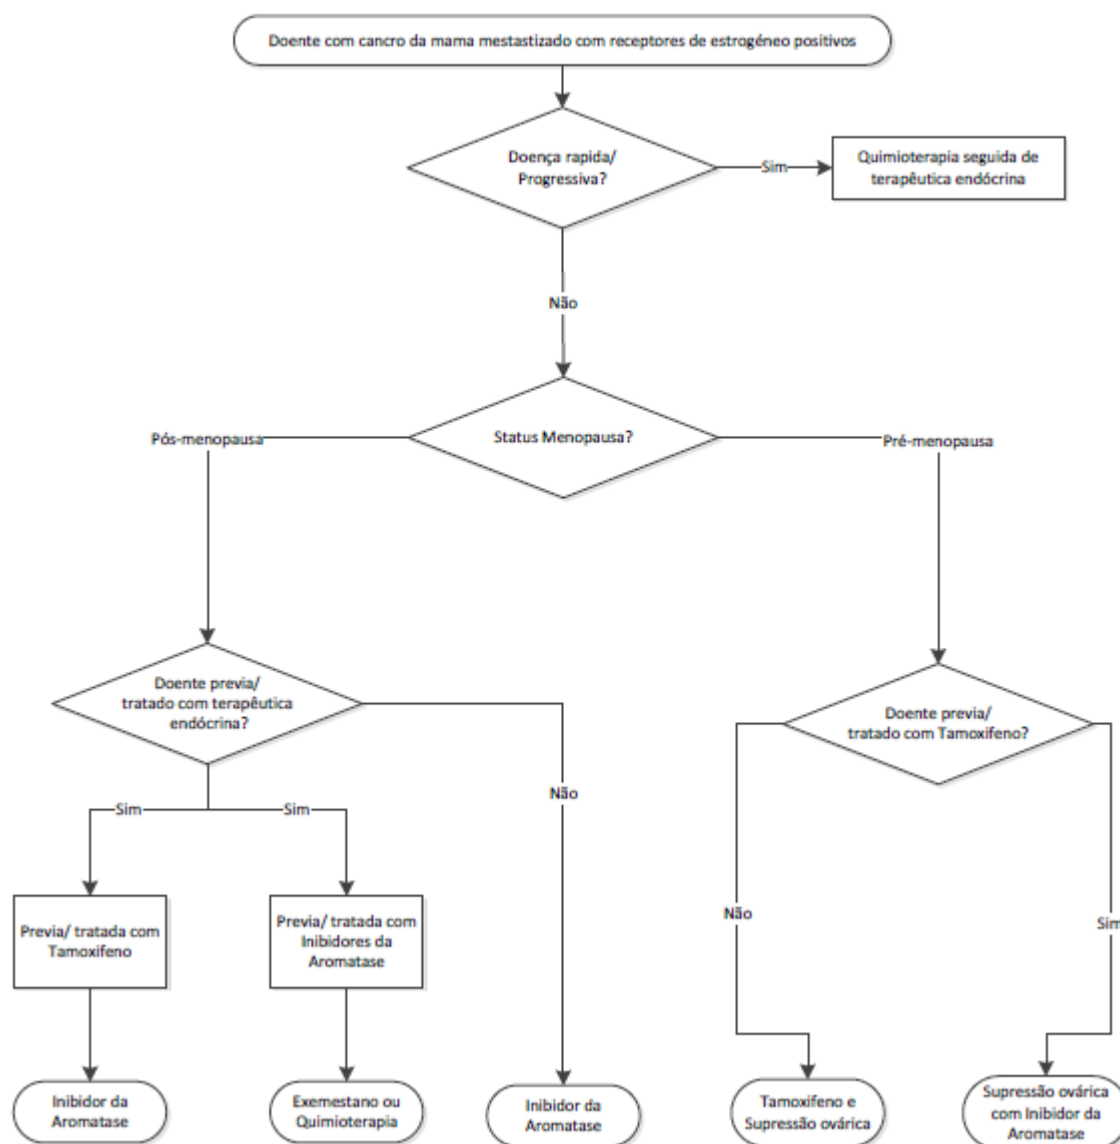 Doente com cancro da mama mestastizado com receptores de estrogéneo positivos
Doença rapida/
Progressiva?
Sim
Quimioterapia seguida de
terapêutica endócrina
Não
Status Menopausa?
Pós-menopausa
Pré-menopausa
Doente previa/
tratado com terapêutica
endócrina?
Doente previa/
tratado com Tamoxifeno?
Sim
Sim
Não
Não
Sim
Previa/ tratada com
Tamoxifeno
Previa/ tratada com
Inibidores da
Aromatase
Inibidor da
Aromatase
Exemestano ou
Quimioterapia
Inibidor da
Aromatase
Tamoxifeno e
Supressão ovárica
Supressão ovárica
com Inibidor da
Aromatase